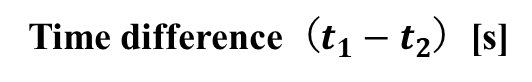 Time difference（t₁ − t₂）[s]